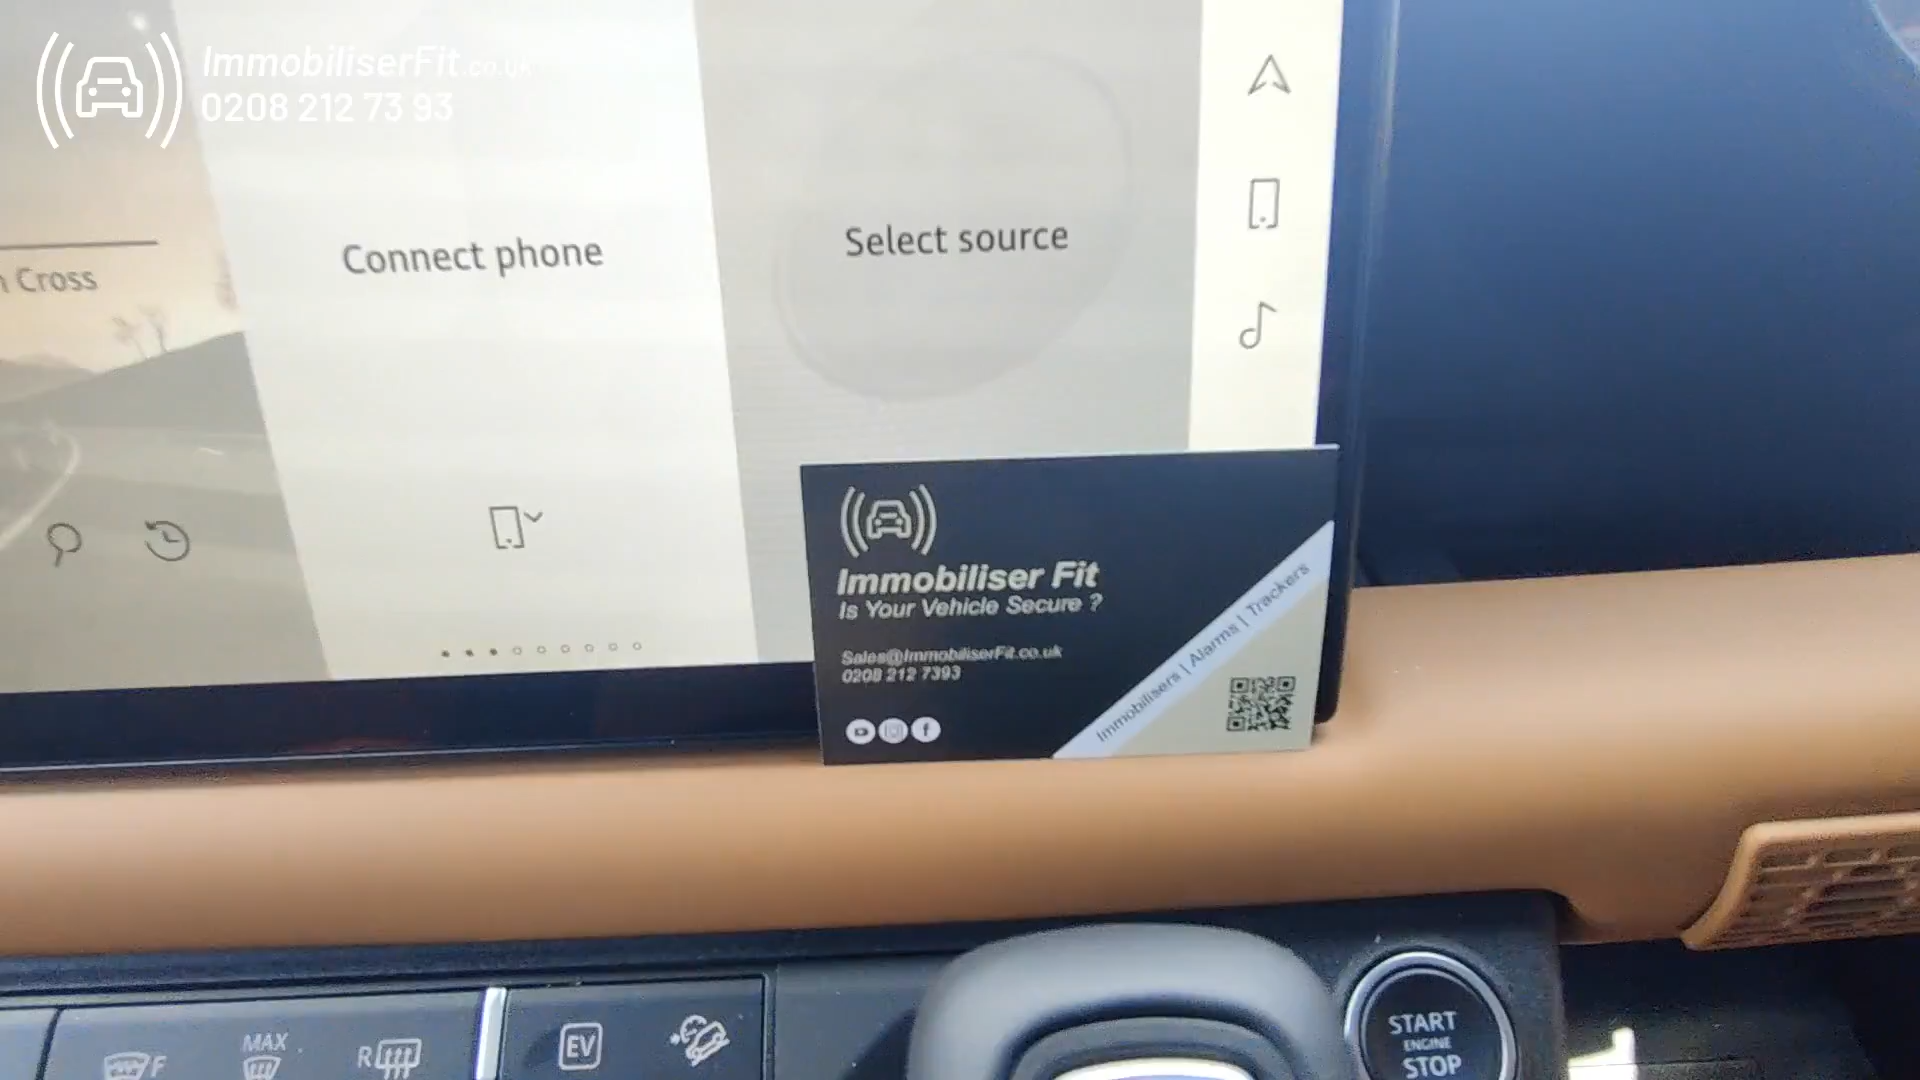 ImmobiliserFit.co.uk
0208 212 73 93
Connect phone
Select source
Cross
Immobiliser Fit
Is Your Vehicle Secure ?
Sales@ImmobiliserFit.co.uk
0208 212 7393
Immobilisers | Alarms | Trackers
F
MAX
R
EV
START
ENGINE
STOP